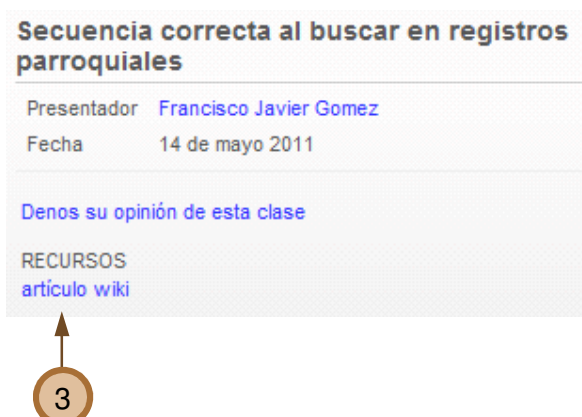 Secuencia correcta al buscar en registros
parroquiales
Presentador Francisco Javier Gomez
Fecha 14 de mayo 2011
Denos su opinión de esta clase
RECURSOS
artículo wiki
3